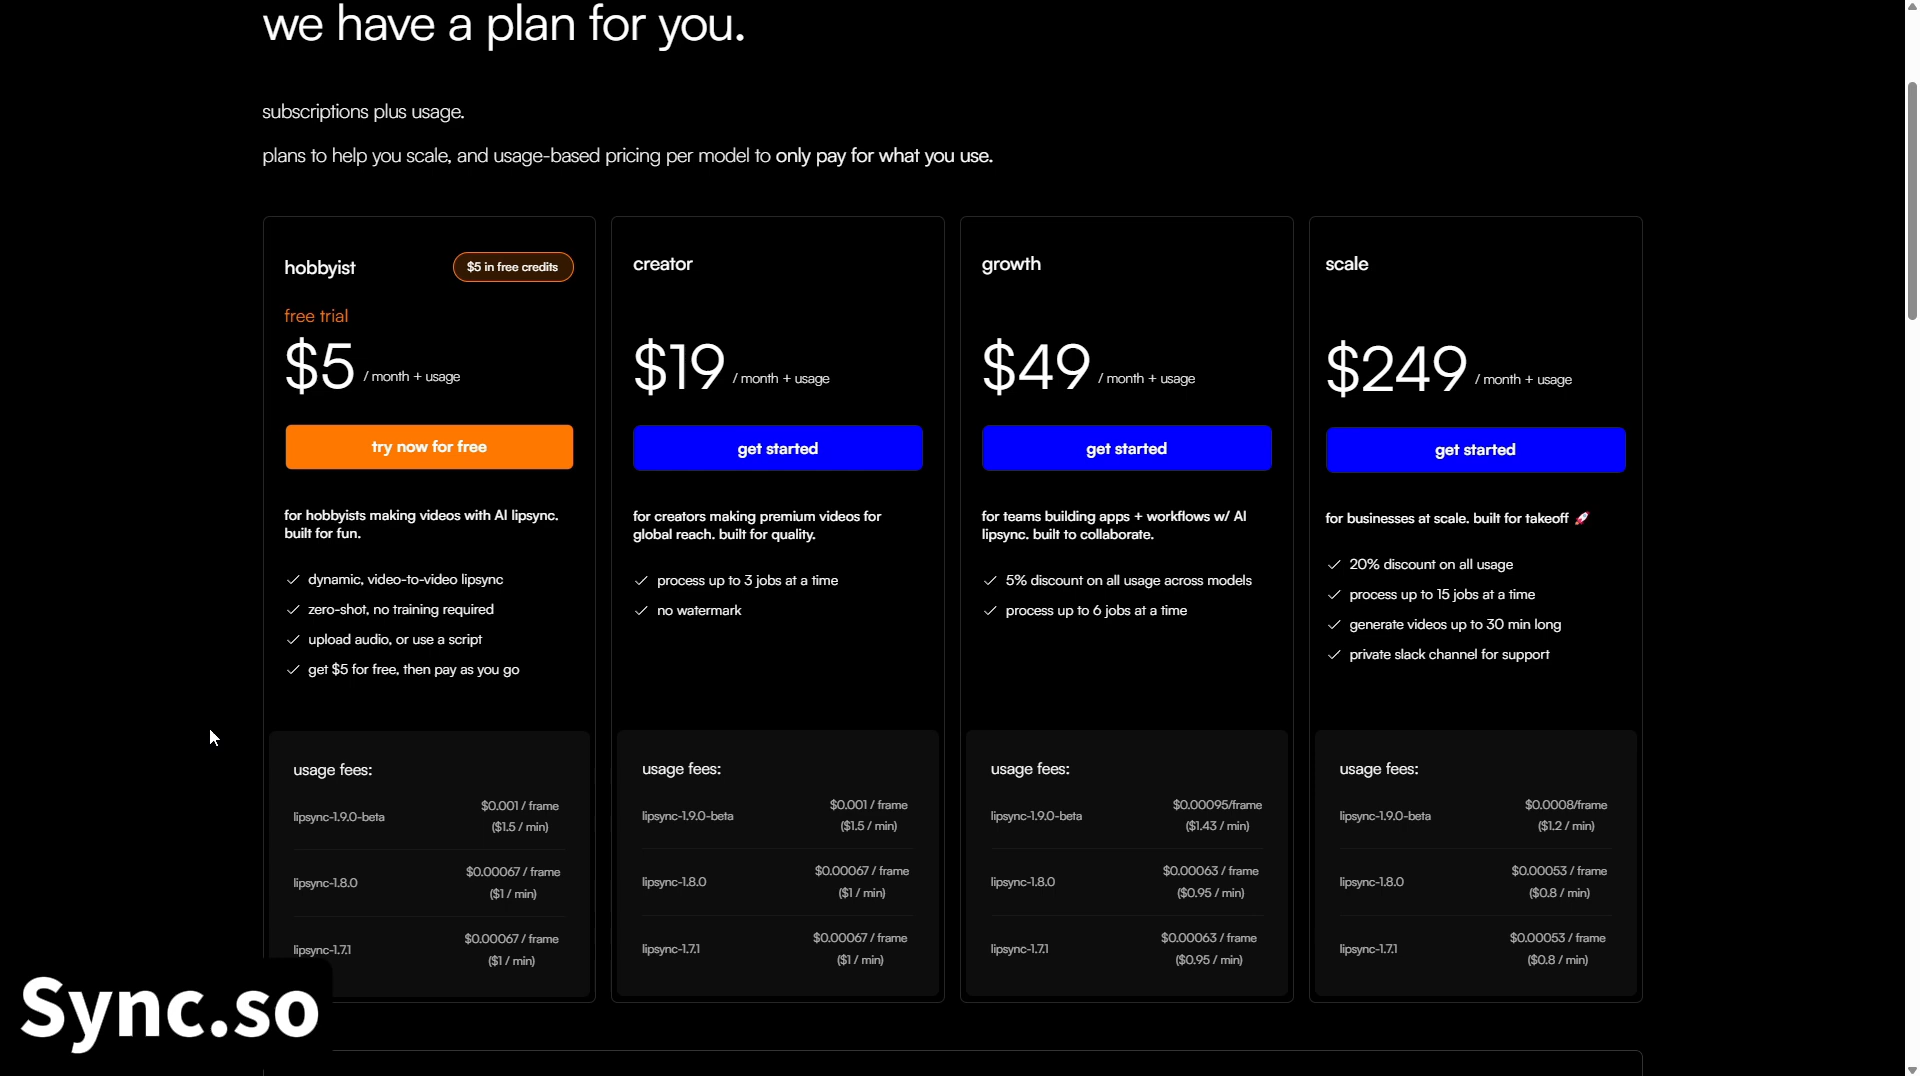 we have a plan for you.
subscriptions plus usage.
plans to help you scale, and usage-based pricing per model to only pay for what you use.
hobbyist
$5 in free credits
free trial
$5 / month + usage
try now for free
for hobbyists making videos with AI lipsync.
built for fun.
dynamic, video-to-video lipsync
zero-shot, no training required
upload audio, or use a script
get $5 for free, then pay as you go
usage fees:
lipsync-1.9.0-beta
$0.001 / frame
($1.5 / min)
lipsync-1.8.0
$0.00067 / frame
($1 / min)
lipsync-1.7.1
$0.00067 / frame
($1 / min)
creator
$19 / month + usage
get started
for creators making premium videos for
global reach. built for quality.
process up to 3 jobs at a time
no watermark
usage fees:
lipsync-1.9.0-beta
$0.001 / frame
($1.5 / min)
lipsync-1.8.0
$0.00067 / frame
($1 / min)
lipsync-1.7.1
$0.00067 / frame
($1 / min)
growth
$49 / month + usage
get started
for teams building apps + workflows w/ AI
lipsync. built to collaborate.
5% discount on all usage across models
process up to 6 jobs at a time
usage fees:
lipsync-1.9.0-beta
$0.00095/frame
($1.43 / min)
lipsync-1.8.0
$0.00063 / frame
($0.95 / min)
lipsync-1.7.1
$0.00063 / frame
($0.95 / min)
scale
$249 / month + usage
get started
for businesses at scale. built for takeoff 🚀
20% discount on all usage
process up to 15 jobs at a time
generate videos up to 30 min long
private slack channel for support
usage fees:
lipsync-1.9.0-beta
$0.0008/frame
($1.2 / min)
lipsync-1.8.0
$0.00053 / frame
($0.8 / min)
lipsync-1.7.1
$0.00053 / frame
($0.8 / min)
Sync.so